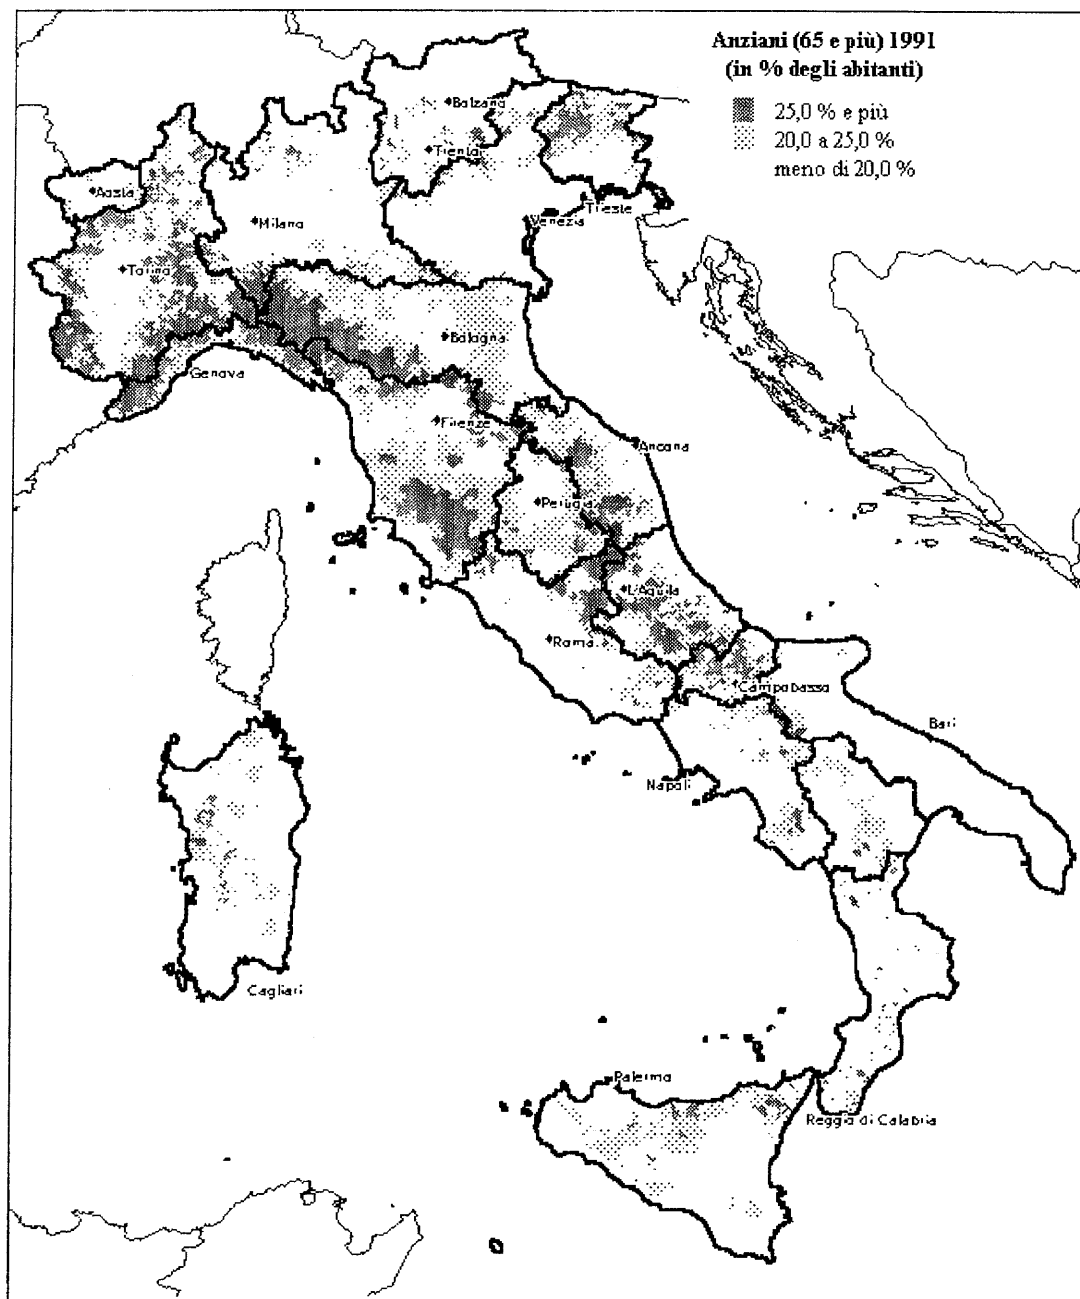 Anziani (65 e più) 1991
(in % degli abitanti)
25,0 % e più
20,0 a 25,0 %
meno di 20,0 %
Bolzano
Trento
Aosta
Milano
Venezia
Trieste
Torino
Bologna
Genova
Firenze
Ancona
Perugia
L'Aquila
Roma
Campobasso
Bari
Napoli
Cagliari
Palermo
Reggio di Calabria